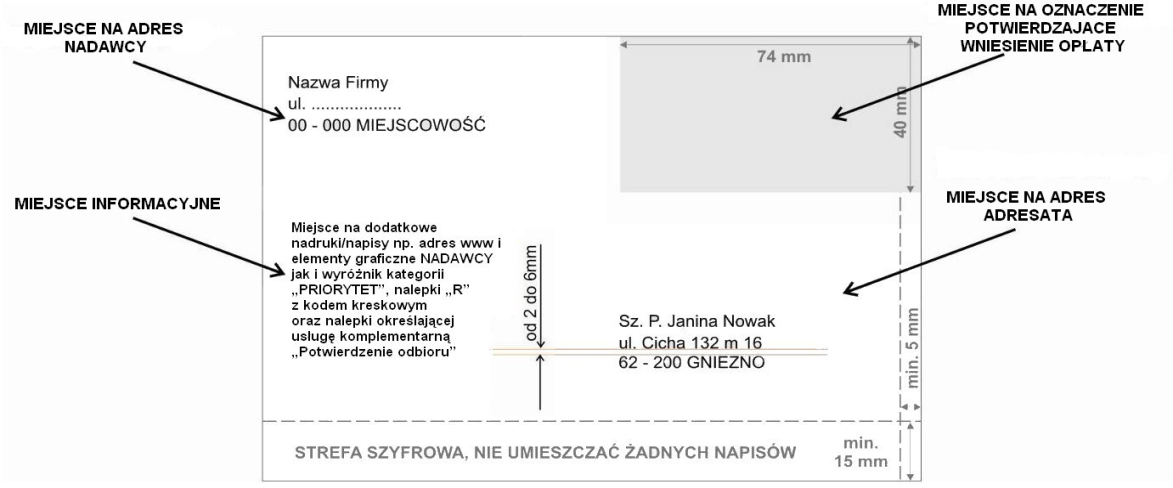 MIEJSCE NA ADRES
NADAWCY
MIEJSCE NA OZNACZENIE
POTWIERDZAJACE
WNIESIENIE OPLATY
74 mm
40 mm
Nazwa Firmy
ul. ...................
00 - 000 MIEJSCOWOŚĆ
MIEJSCE INFORMACYJNE
MIEJSCE NA ADRES
ADRESATA
Miejsce na dodatkowe
nadruki/napisy np. adres www i
elementy graficzne NADAWCY
jak i wyróżnik kategorii
„PRIORYTET”, nalepki „R”
z kodem kreskowym
oraz nalepki określającej
usługę komplementarną
„Potwierdzenie odbioru”
od 2 do 6mm
Sz. P. Janina Nowak
ul. Cicha 132 m 16
62 - 200 GNIEZNO
min. 5 mm
STREFA SZYFROWA, NIE UMIESZCZAĆ ŻADNYCH NAPISÓW
min.
15 mm